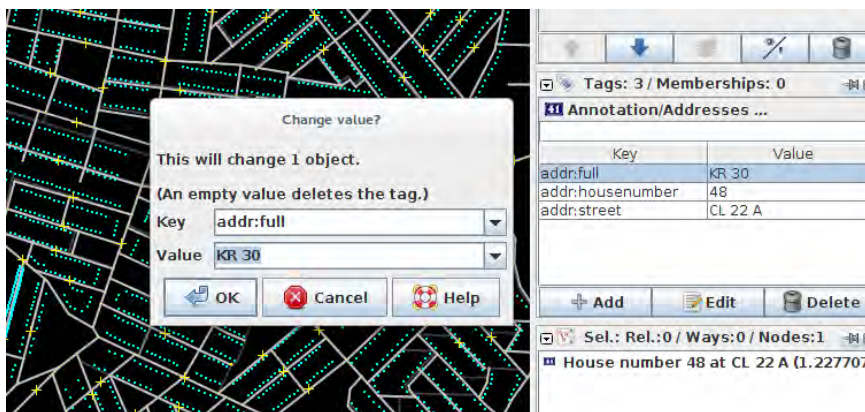 Change value?
This will change 1 object.
(An empty value deletes the tag.)
Key addr:full
Value KR 30
OK Cancel Help
Tags: 3 / Memberships: 0
Annotation/Addresses ...
Key Value
addr:full KR 30
addr:housenumber 48
addr:street CL 22 A
Add Edit Delete
Sel.: Rel.:0 / Ways:0 / Nodes:1
House number 48 at CL 22 A (1.227707